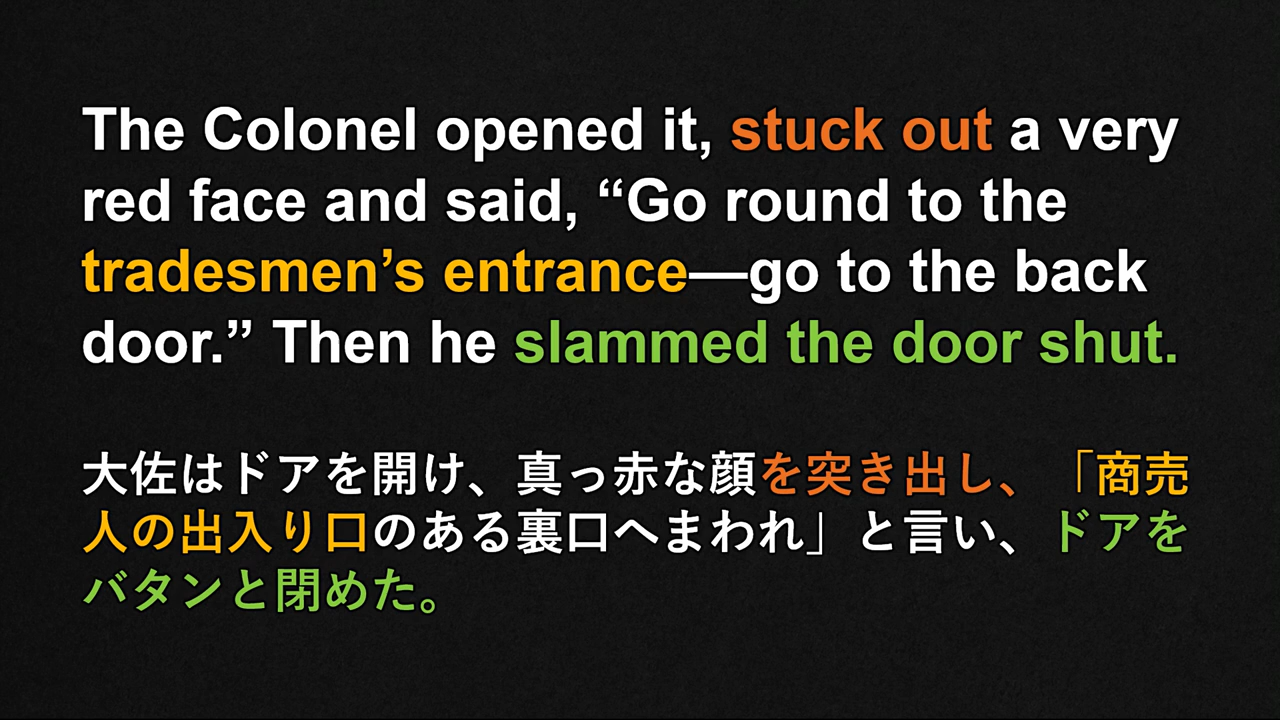 The Colonel opened it, stuck out a very
red face and said, “Go round to the
tradesmen’s entrance—go to the back
door.” Then he slammed the door shut.
大佐はドアを開け、真っ赤な顔を突き出し、「商売
人の出入り口のある裏口へまわれ」と言い、ドアを
バタンと閉めた。